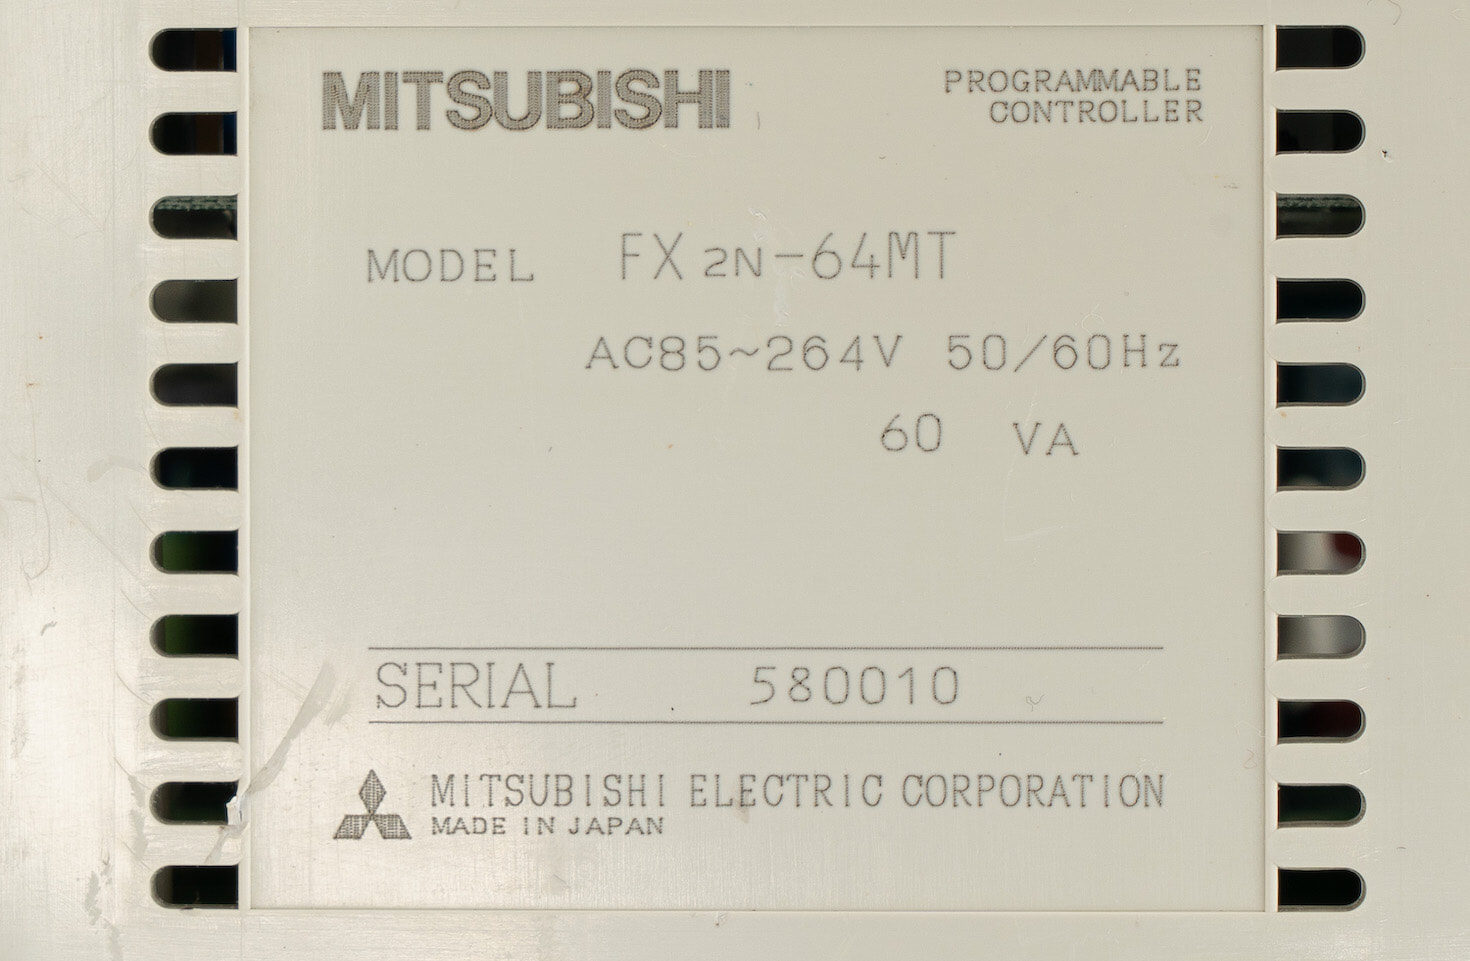 MITSUBISHI
PROGRAMMABLE
CONTROLLER
MODEL FX2N-64MT
AC85~264V 50/60Hz
60 VA
SERIAL 580010
MITSUBISHI ELECTRIC CORPORATION
MADE IN JAPAN